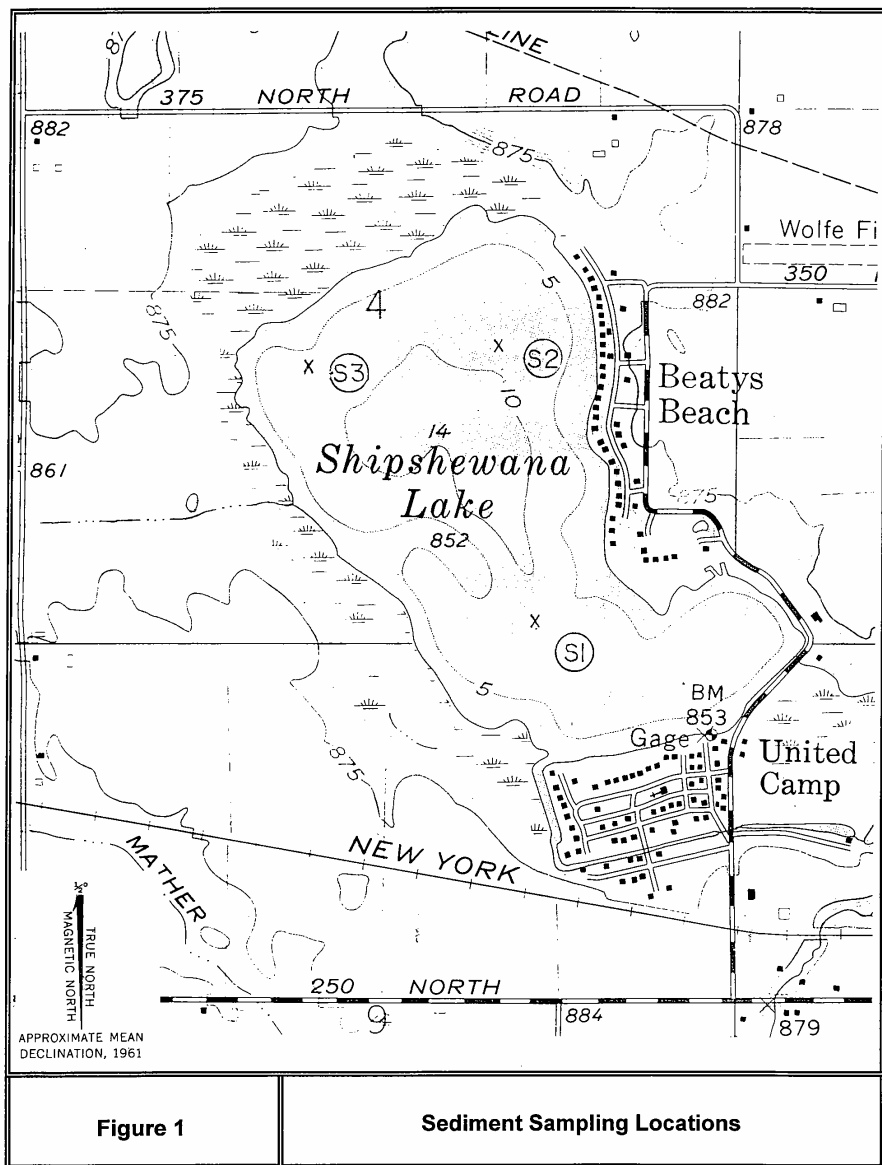 87
LINE
375 NORTH ROAD
882
878
875
Wolfe Fi
350
882
5
4
875
S3
S2
Beatys
Beach
10
14
Shipshewana
Lake
861
852
875
S1
5
BM
853
Gage
United
Camp
875
NEW YORK
MATHER
½°
TRUE NORTH
MAGNETIC NORTH
250 NORTH
9
884
879
APPROXIMATE MEAN
DECLINATION, 1961
Figure 1
Sediment Sampling Locations